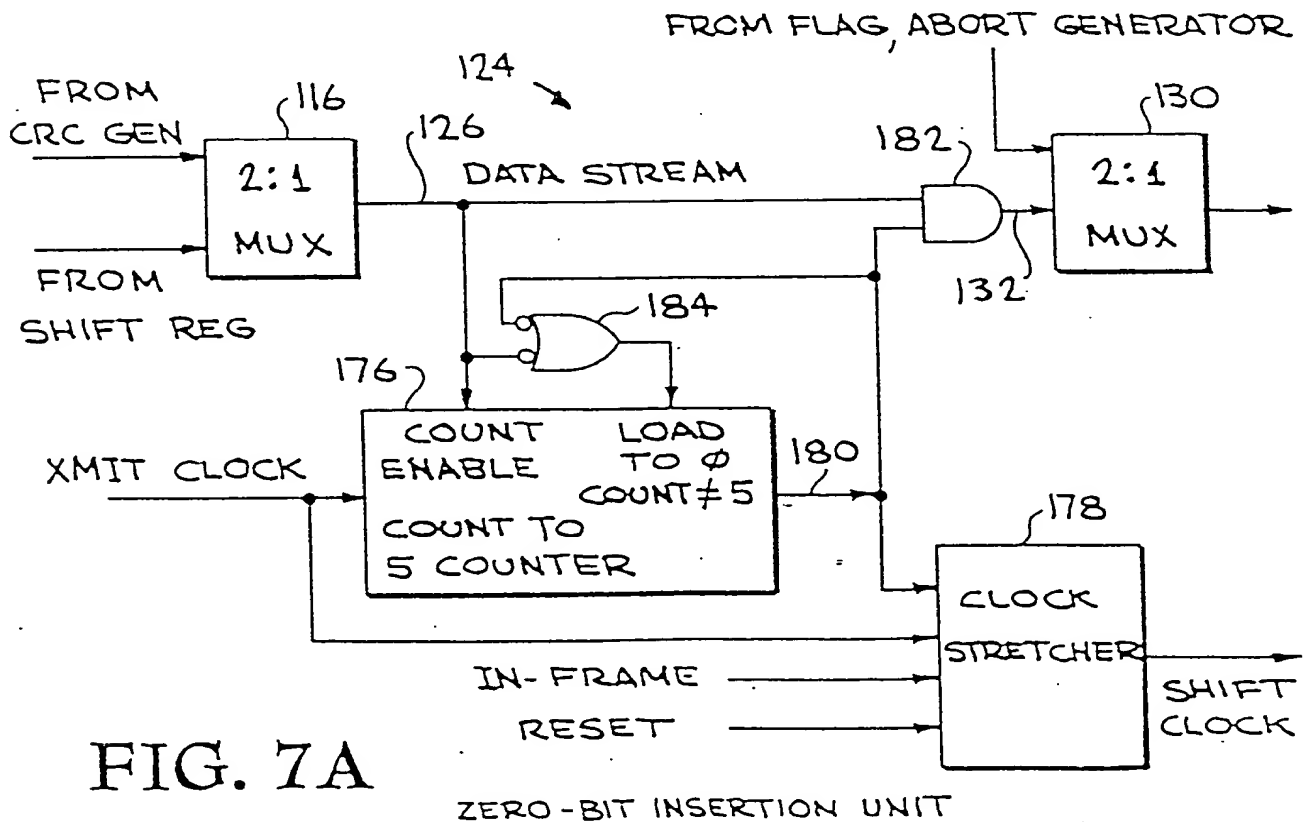 FROM FLAG, ABORT GENERATOR
124
FROM
CRC GEN
116
126
130
182
2:1
MUX
DATA STREAM
2:1
MUX
FROM
SHIFT REG
132
184
176
COUNT
ENABLE
LOAD
TO Ø
COUNT ≠ 5
XMIT CLOCK
180
COUNT TO
5 COUNTER
178
CLOCK
STRETCHER
IN-FRAME
RESET
SHIFT
CLOCK
FIG. 7A
ZERO-BIT INSERTION UNIT